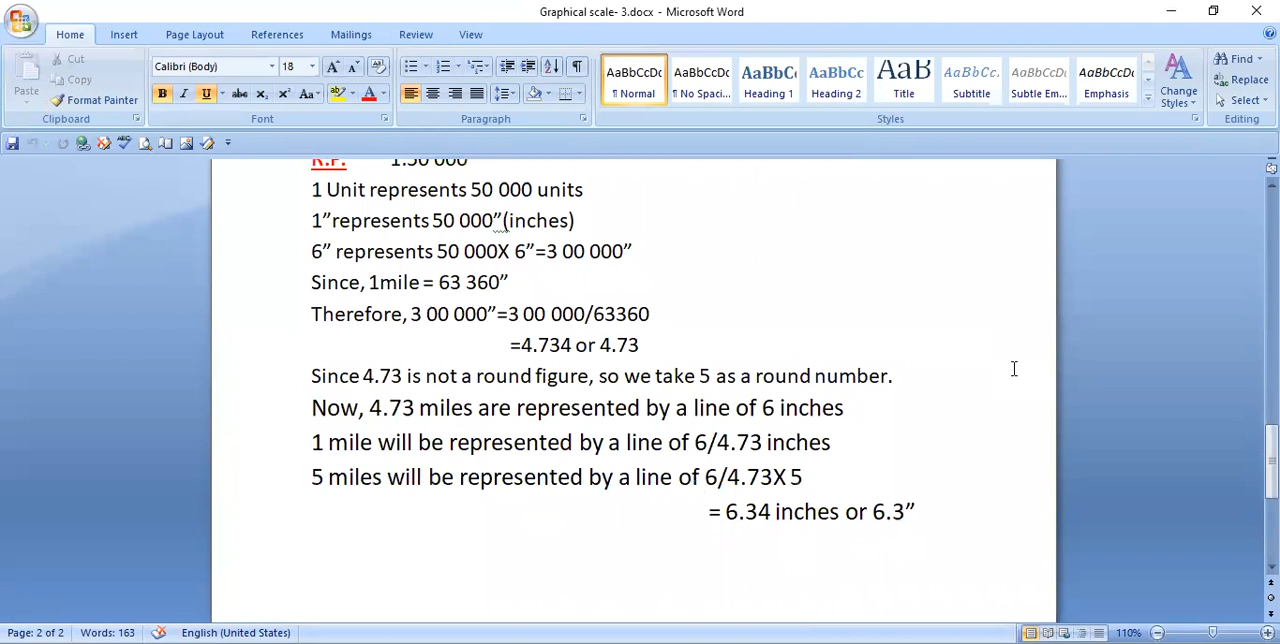 Graphical scale- 3.docx - Microsoft Word
Home Insert Page Layout References Mailings Review View
Paste
Cut
Copy
Format Painter
Clipboard
Calibri (Body) 18
B I U abc X₂ X² Aa
Font
Paragraph
AaBbCcDc AaBbCcDc AaBbCc AaBbCc AaB AaBbCc. AaBbCcDc AaBbCcDc
¶ Normal ¶ No Spaci... Heading 1 Heading 2 Title Subtitle Subtle Em... Emphasis
Change
Styles
Styles
Find
Replace
Select
Editing
R.F. 1:50 000
1 Unit represents 50 000 units
1”represents 50 000”(inches)
6” represents 50 000X 6”=3 00 000”
Since, 1mile = 63 360”
Therefore, 3 00 000”=3 00 000/63360
=4.734 or 4.73
Since 4.73 is not a round figure, so we take 5 as a round number.
Now, 4.73 miles are represented by a line of 6 inches
1 mile will be represented by a line of 6/4.73 inches
5 miles will be represented by a line of 6/4.73X 5
= 6.34 inches or 6.3”
Page: 2 of 2 Words: 163 English (United States) 110%